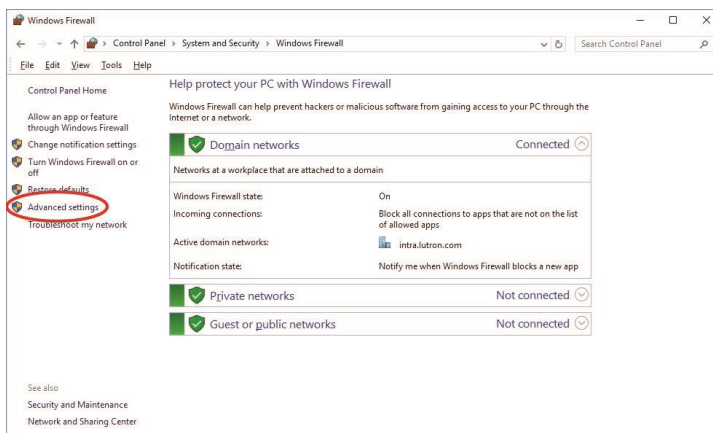 Windows Firewall
Control Panel > System and Security > Windows Firewall
Search Control Panel
File Edit View Tools Help
Control Panel Home
Allow an app or feature
through Windows Firewall
Change notification settings
Turn Windows Firewall on or
off
Restore defaults
Advanced settings
Troubleshoot my network
See also
Security and Maintenance
Network and Sharing Center
Help protect your PC with Windows Firewall
Windows Firewall can help prevent hackers or malicious software from gaining access to your PC through the
Internet or a network.
Domain networks Connected
Networks at a workplace that are attached to a domain
Windows Firewall state: On
Incoming connections: Block all connections to apps that are not on the list
of allowed apps
Active domain networks: intra.lutron.com
Notification state: Notify me when Windows Firewall blocks a new app
Private networks Not connected
Guest or public networks Not connected